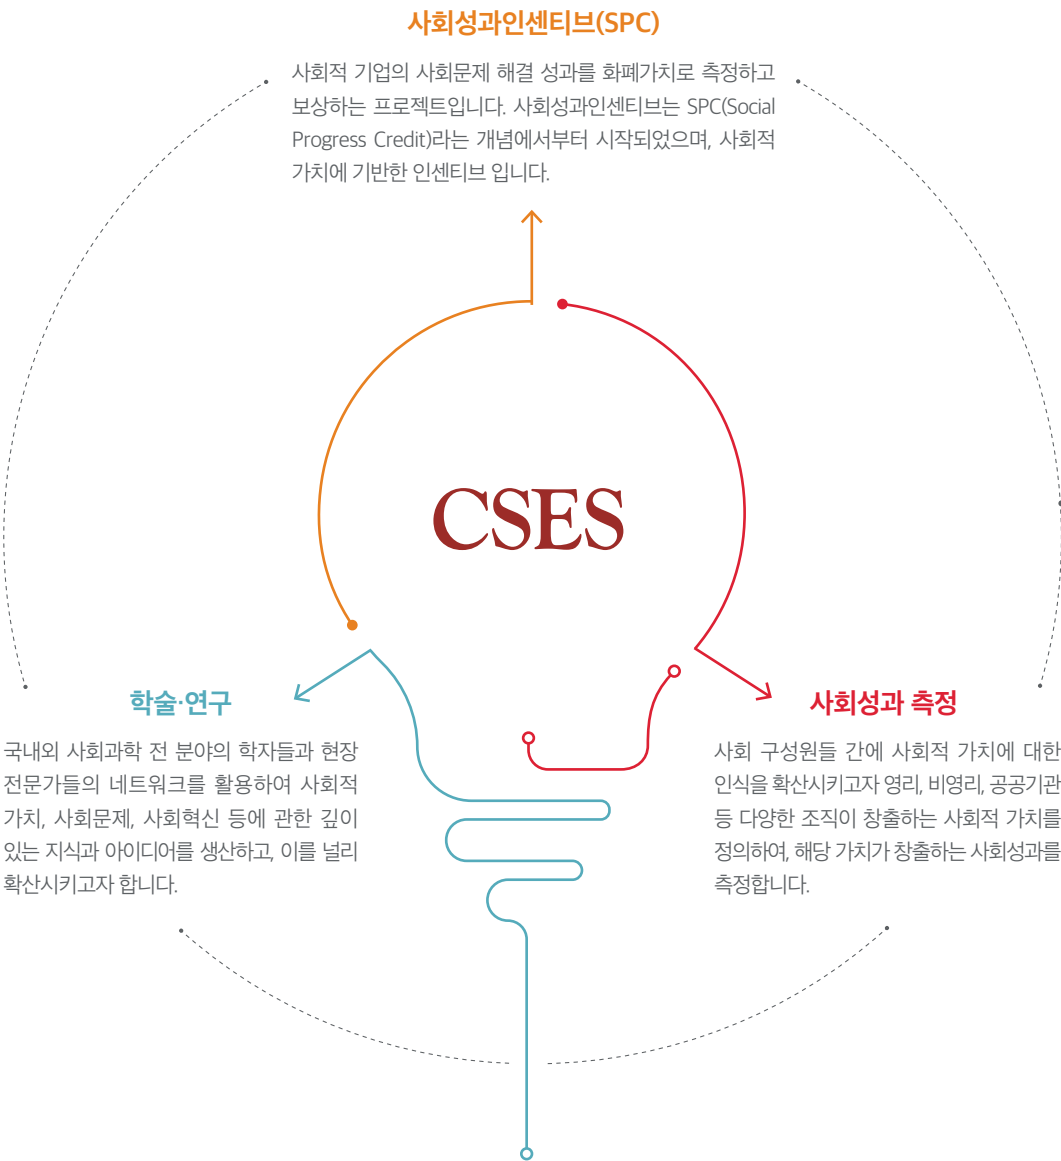 사회성과인센티브(SPC)
사회적 기업의 사회문제 해결 성과를 화폐가치로 측정하고
보상하는 프로젝트입니다. 사회성과인센티브는 SPC(Social
Progress Credit)라는 개념에서부터 시작되었으며, 사회적
가치에 기반한 인센티브 입니다.
CSES
학술·연구
국내외 사회과학 전 분야의 학자들과 현장
전문가들의 네트워크를 활용하여 사회적
가치, 사회문제, 사회혁신 등에 관한 깊이
있는 지식과 아이디어를 생산하고, 이를 널리
확산시키고자 합니다.
사회성과 측정
사회 구성원들 간에 사회적 가치에 대한
인식을 확산시키고자 영리, 비영리, 공공기관
등 다양한 조직이 창출하는 사회적 가치를
정의하여, 해당 가치가 창출하는 사회성과를
측정합니다.